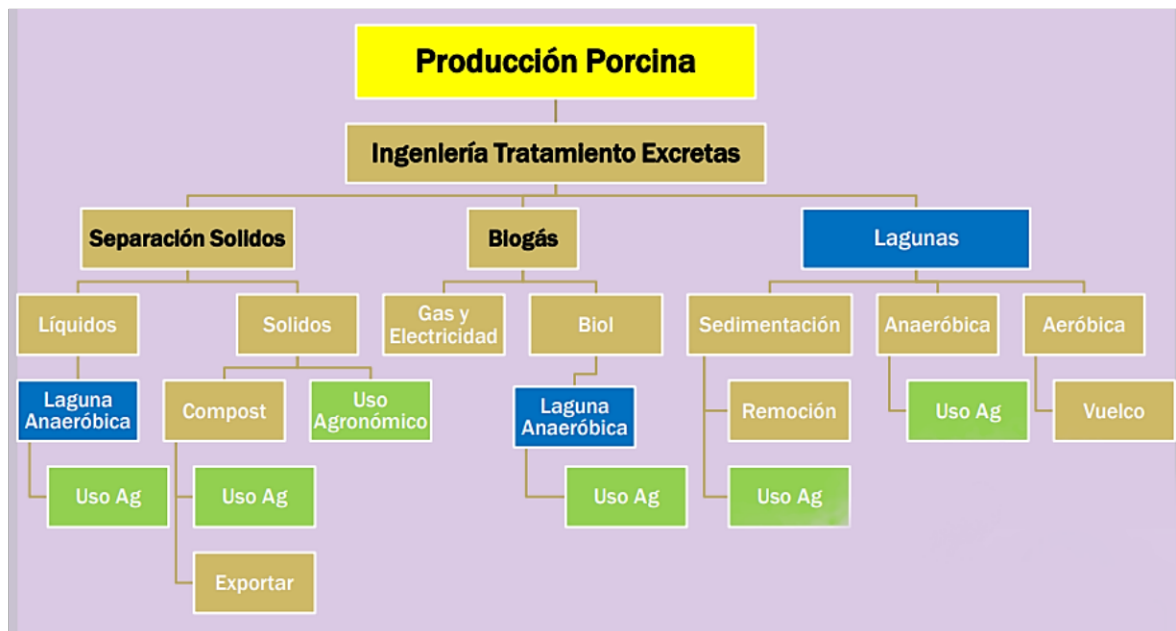 Producción Porcina
Ingeniería Tratamiento Excretas
Separación Solidos
Biogás
Lagunas
Líquidos
Solidos
Gas y
Electricidad
Biol
Sedimentación
Anaeróbica
Aeróbica
Laguna
Anaeróbica
Compost
Uso
Agronómico
Laguna
Anaeróbica
Remoción
Uso Ag
Vuelco
Uso Ag
Uso Ag
Uso Ag
Uso Ag
Exportar